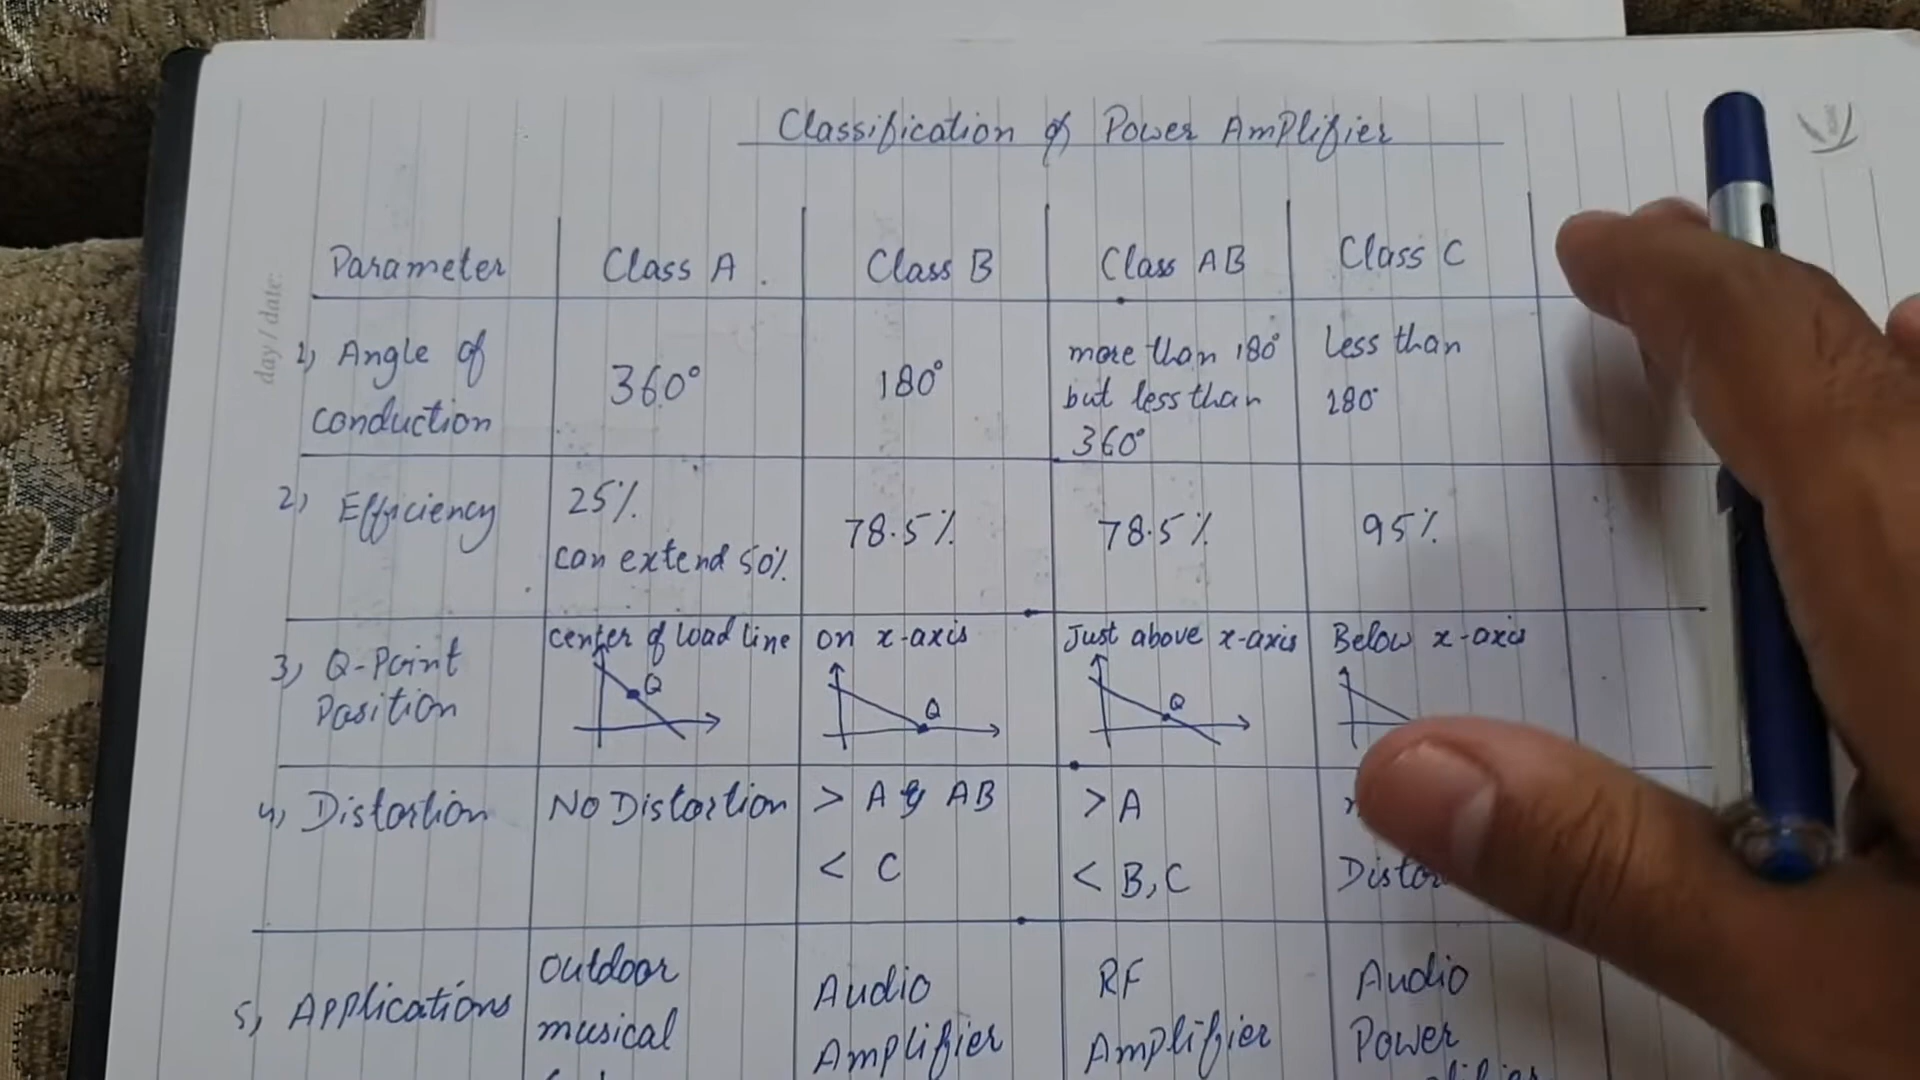 Classification of Power Amplifier
day / date:
Parameter
Class A .
Class B
Class AB
Class C
1) Angle of
conduction
360°
180°
more than 180°
but less than
360°
less than
180°
2) Efficiency
25%
can extend 50%
78.5%
78.5%
95%
3) Q-Point
Position
center of load line
Q
on x-axis
Q
Just above x-axis
Q
Below x-axis
4) Distortion
No Distortion
> A & AB
< C
> A
< B, C
5) Applications
outdoor
musical
Audio
Amplifier
RF
Amplifier
Audio
Power